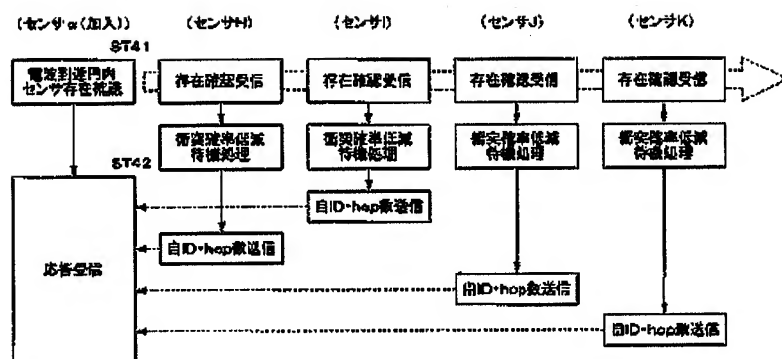 (センサα(加入))
(センサH)
(センサI)
(センサJ)
(センサK)
ST41
電波到達円内
センサ存在確認
存在確認受信
存在確認受信
存在確認受信
存在確認受信
衝突確率低減
待機処理
衝突確率低減
待機処理
衝突確率低減
待機処理
衝突確率低減
待機処理
ST42
自ID・hop数送信
自ID・hop数送信
応答受信
自ID・hop数送信
自ID・hop数送信